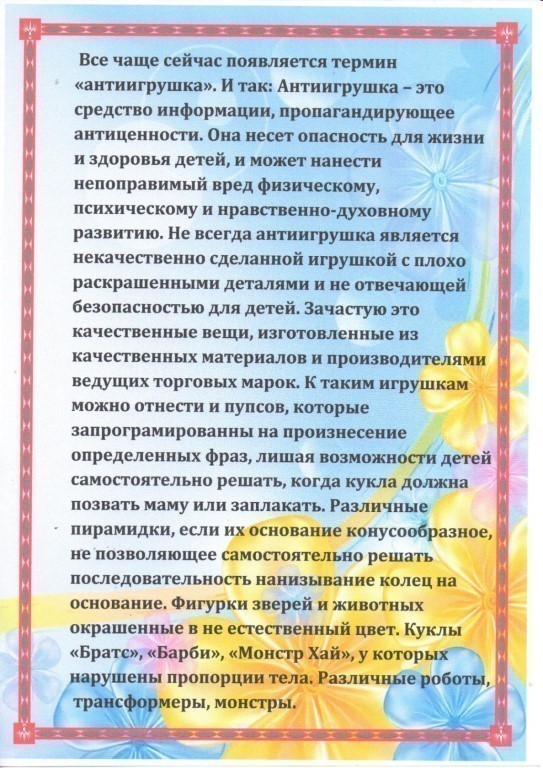 Все чаще сейчас появляется термин
«антиигрушка». И так: Антиигрушка – это
средство информации, пропагандирующее
антиценности. Она несет опасность для жизни
и здоровья детей, и может нанести
непоправимый вред физическому,
психическому и нравственно-духовному
развитию. Не всегда антиигрушка является
некачественно сделанной игрушкой с плохо
раскрашенными деталями и не отвечающей
безопасностью для детей. Зачастую это
качественные вещи, изготовленные из
качественных материалов и производителями
ведущих торговых марок. К таким игрушкам
можно отнести и пупсов, которые
запрограмированны на произнесение
определенных фраз, лишая возможности детей
самостоятельно решать, когда кукла должна
позвать маму или заплакать. Различные
пирамидки, если их основание конусообразное,
не позволяющее самостоятельно решать
последовательность нанизывание колец на
основание. Фигурки зверей и животных
окрашенные в не естественный цвет. Куклы
«Братс», «Барби», «Монстр Хай», у которых
нарушены пропорции тела. Различные роботы,
трансформеры, монстры.